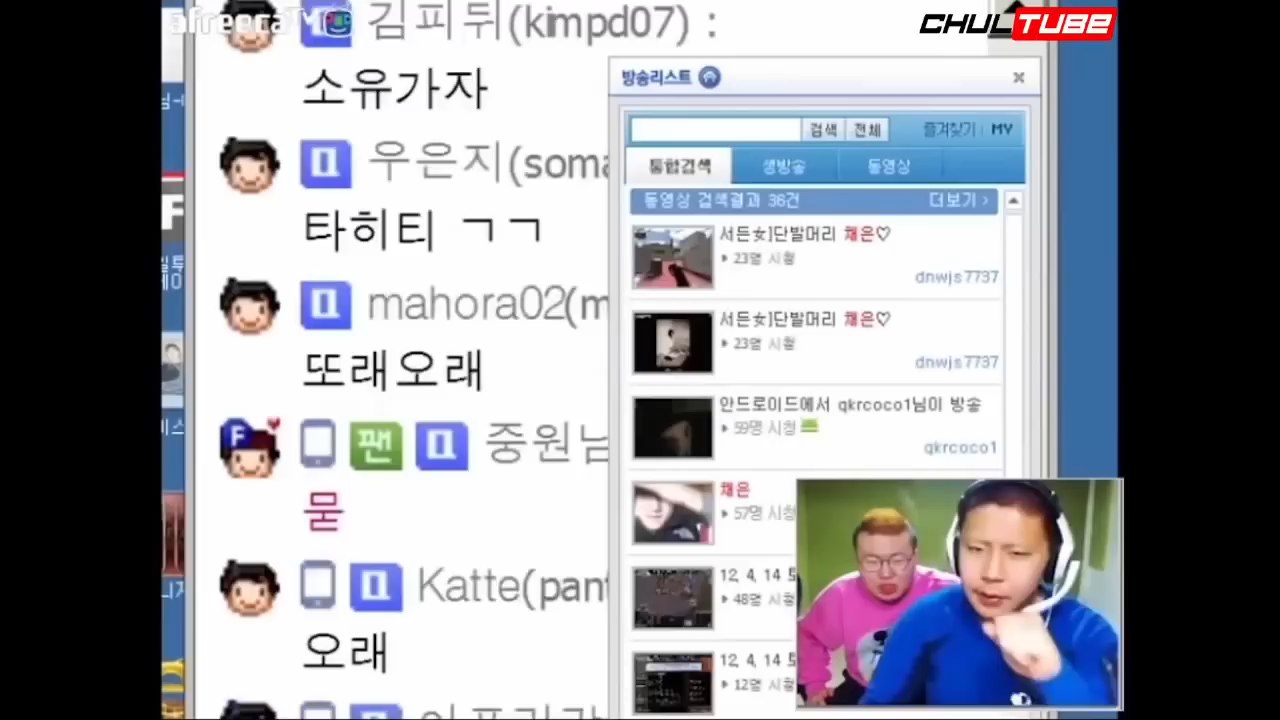 afreecaTV
CHULTUBE
김피뒤(kimpd07) :
소유가자
우은지(soma
타히티 ㄱㄱ
mahora02(m
또래오래
팬
중원님
묻
Katte(pant
오래
방송리스트
검색 전체 즐겨찾기 MY
통합검색 생방송 동영상
동영상 검색결과 36건 더보기
서든女]단발머리 채은♡
23명 시청
dnwjs7737
서든女]단발머리 채은♡
23명 시청
dnwjs7737
안드로이드에서 qkrcoco1님이 방송
59명 시청
qkrcoco1
채은
57명 시청
12, 4, 14
48명 시청
12, 4, 14
12명 시청